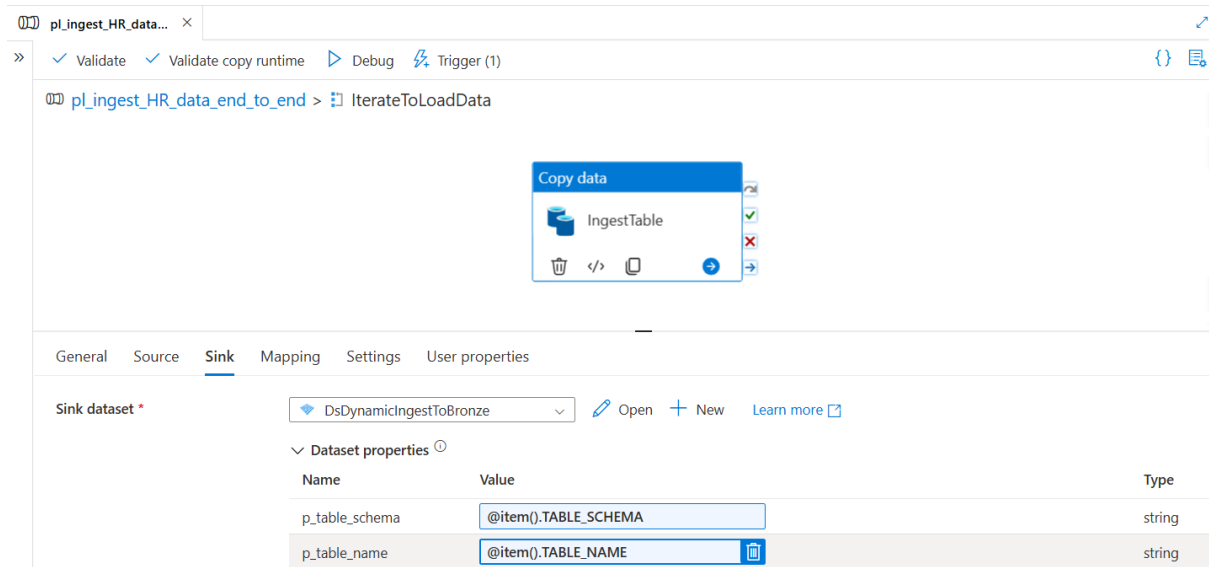 pl_ingest_HR_data...
Validate Validate copy runtime Debug Trigger (1)
pl_ingest_HR_data_end_to_end > IterateToLoadData
Copy data
IngestTable
General Source Sink Mapping Settings User properties
Sink dataset * DsDynamicIngestToBronze Open New Learn more
Dataset properties
Name Value Type
p_table_schema @item().TABLE_SCHEMA string
p_table_name @item().TABLE_NAME string